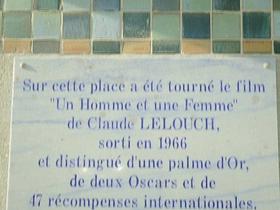 Sur cette place a été tourné le film
"Un Homme et une Femme"
de Claude LELOUCH,
sorti en 1966
et distingué d'une palme d'Or,
de deux Oscars et de
47 récompenses internationales.